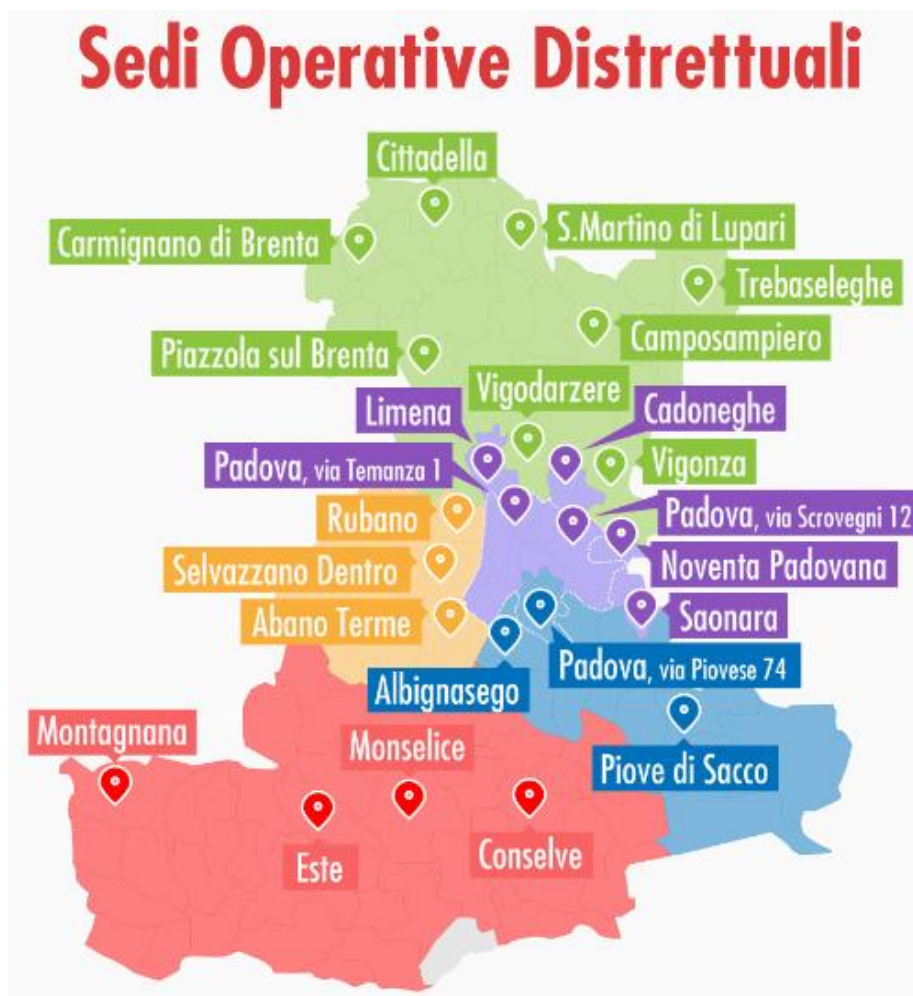 Sedi Operative Distrettuali
Cittadella
Carmignano di Brenta
S.Martino di Lupari
Trebaseleghe
Camposampiero
Piazzola sul Brenta
Vigodarzere
Limena
Cadoneghe
Padova, via Temanza 1
Vigonza
Rubano
Padova, via Scrovegni 12
Selvazzano Dentro
Noventa Padovana
Abano Terme
Saonara
Albignasego
Padova, via Piovese 74
Montagnana
Monselice
Piove di Sacco
Este
Conselve